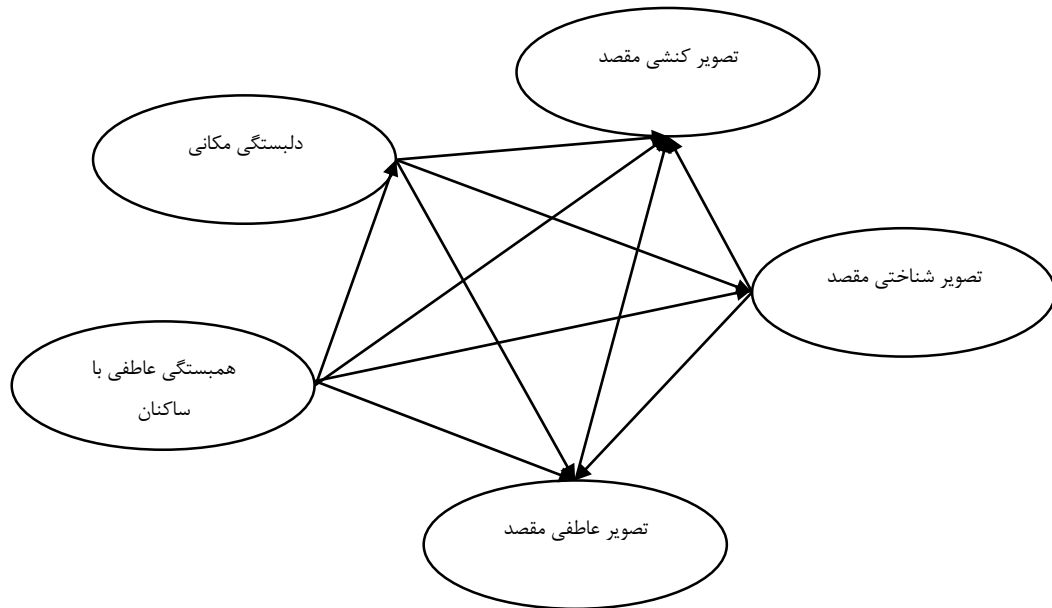 تصویر کنشی مقصد
دلبستگی مکانی
تصویر شناختی مقصد
همبستگی عاطفی با
ساکنان
تصویر عاطفی مقصد